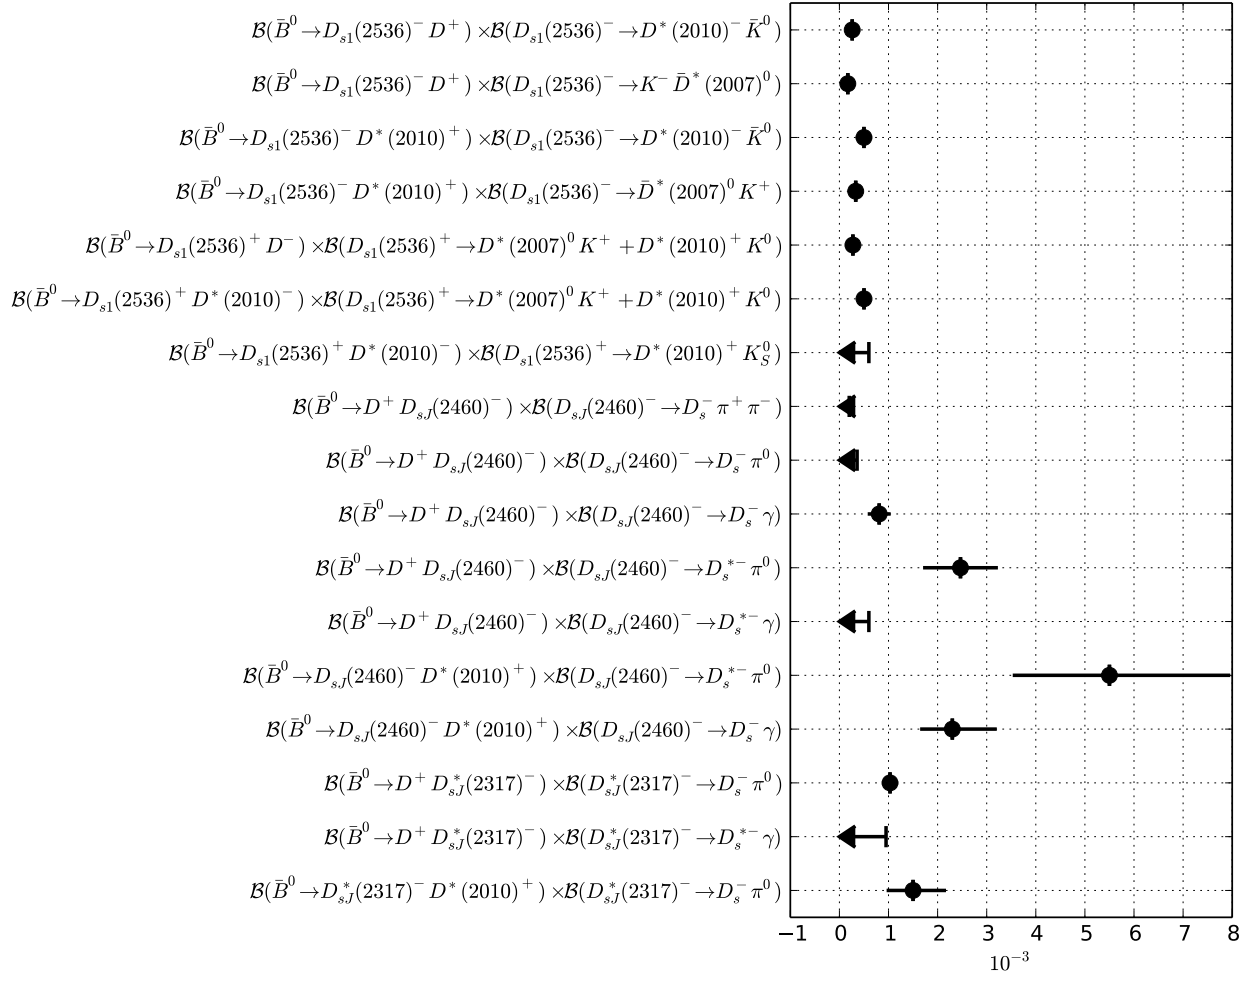 ℬ(B̄⁰→D_{s1}(2536)⁻D⁺)×ℬ(D_{s1}(2536)⁻→D*(2010)⁻K̄⁰)
ℬ(B̄⁰→D_{s1}(2536)⁻D⁺)×ℬ(D_{s1}(2536)⁻→K⁻D̄*(2007)⁰)
ℬ(B̄⁰→D_{s1}(2536)⁻D*(2010)⁺)×ℬ(D_{s1}(2536)⁻→D*(2010)⁻K̄⁰)
ℬ(B̄⁰→D_{s1}(2536)⁻D*(2010)⁺)×ℬ(D_{s1}(2536)⁻→D̄*(2007)⁰K⁺)
ℬ(B̄⁰→D_{s1}(2536)⁺D⁻)×ℬ(D_{s1}(2536)⁺→D*(2007)⁰K⁺+D*(2010)⁺K⁰)
ℬ(B̄⁰→D_{s1}(2536)⁺D*(2010)⁻)×ℬ(D_{s1}(2536)⁺→D*(2007)⁰K⁺+D*(2010)⁺K⁰)
ℬ(B̄⁰→D_{s1}(2536)⁺D*(2010)⁻)×ℬ(D_{s1}(2536)⁺→D*(2010)⁺K_S⁰)
ℬ(B̄⁰→D⁺D_{sJ}(2460)⁻)×ℬ(D_{sJ}(2460)⁻→D_s⁻π⁺π⁻)
ℬ(B̄⁰→D⁺D_{sJ}(2460)⁻)×ℬ(D_{sJ}(2460)⁻→D_s⁻π⁰)
ℬ(B̄⁰→D⁺D_{sJ}(2460)⁻)×ℬ(D_{sJ}(2460)⁻→D_s⁻γ)
ℬ(B̄⁰→D⁺D_{sJ}(2460)⁻)×ℬ(D_{sJ}(2460)⁻→D_s*⁻π⁰)
ℬ(B̄⁰→D⁺D_{sJ}(2460)⁻)×ℬ(D_{sJ}(2460)⁻→D_s*⁻γ)
ℬ(B̄⁰→D_{sJ}(2460)⁻D*(2010)⁺)×ℬ(D_{sJ}(2460)⁻→D_s*⁻π⁰)
ℬ(B̄⁰→D_{sJ}(2460)⁻D*(2010)⁺)×ℬ(D_{sJ}(2460)⁻→D_s⁻γ)
ℬ(B̄⁰→D⁺D*_{sJ}(2317)⁻)×ℬ(D*_{sJ}(2317)⁻→D_s⁻π⁰)
ℬ(B̄⁰→D⁺D*_{sJ}(2317)⁻)×ℬ(D*_{sJ}(2317)⁻→D_s*⁻γ)
ℬ(B̄⁰→D*_{sJ}(2317)⁻D*(2010)⁺)×ℬ(D*_{sJ}(2317)⁻→D_s⁻π⁰)
−1 0 1 2 3 4 5 6 7 8
10⁻³